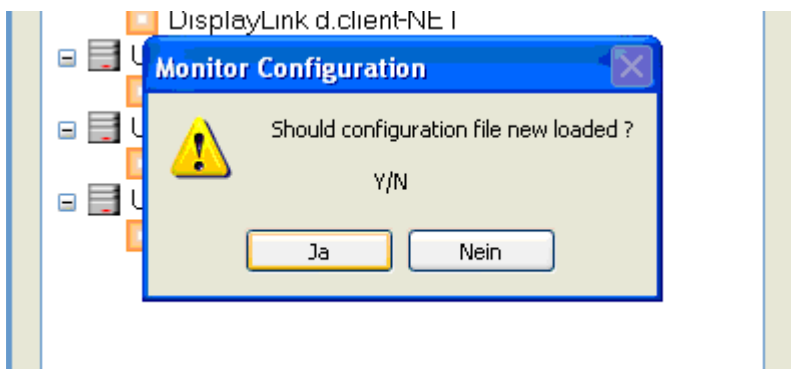 DisplayLink d.client-NET
U
Monitor Configuration
U
Should configuration file new loaded ?
Y/N
U
Ja Nein